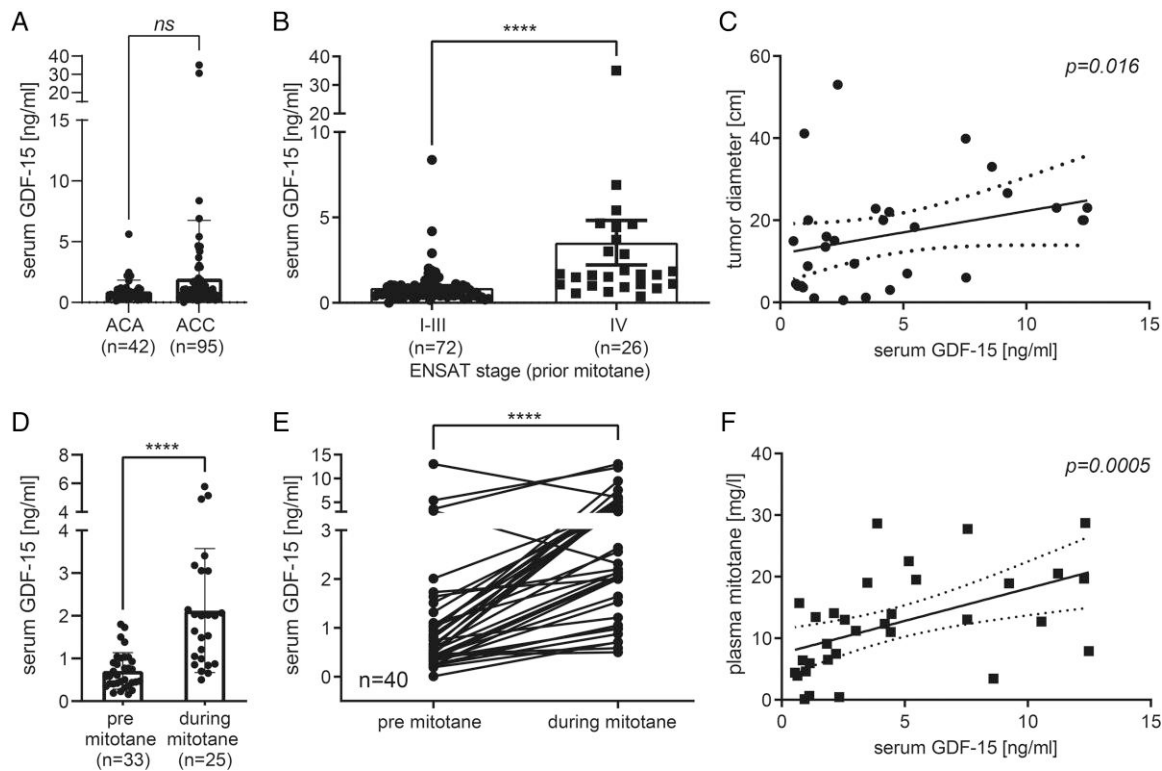 A
ns
serum GDF-15 [ng/ml]
40
30
20
15
10
5
0
ACA
(n=42)
ACC
(n=95)
B
****
serum GDF-15 [ng/ml]
40
30
20
10
5
0
I-III
(n=72)
IV
(n=26)
ENSAT stage (prior mitotane)
C
p=0.016
tumor diameter [cm]
60
40
20
0
0
5
10
15
serum GDF-15 [ng/ml]
D
****
serum GDF-15 [ng/ml]
8
6
4
4
3
2
1
0
pre
mitotane
(n=33)
during
mitotane
(n=25)
E
****
serum GDF-15 [ng/ml]
15
10
5
3
2
1
0
n=40
pre mitotane
during mitotane
F
p=0.0005
plasma mitotane [mg/l]
40
30
20
10
0
0
5
10
15
serum GDF-15 [ng/ml]